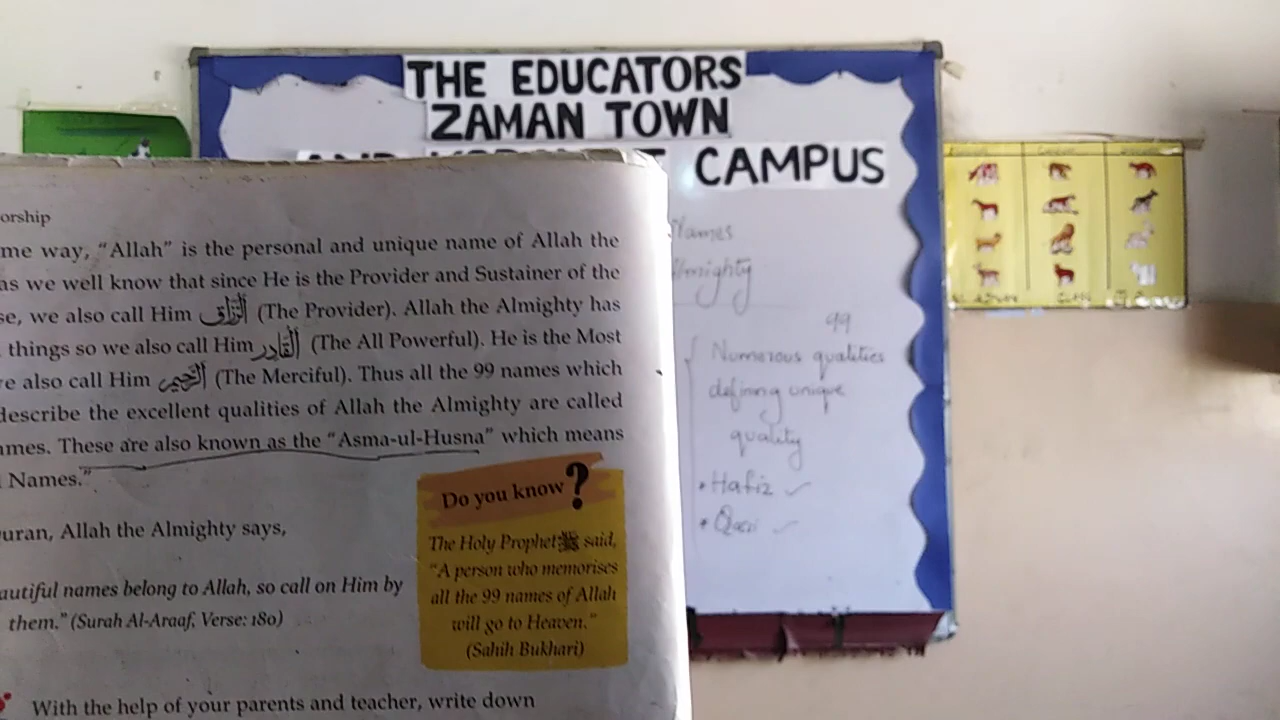 THE EDUCATORS
ZAMAN TOWN
CAMPUS
orship
me way, “Allah” is the personal and unique name of Allah the
as we well know that since He is the Provider and Sustainer of the
se, we also call Him الرَّزَّاق (The Provider). Allah the Almighty has
things so we also call Him القَادِر (The All Powerful). He is the Most
e also call Him (The Merciful). Thus all the 99 names which
describe the excellent qualities of Allah the Almighty are called
ames. These are also known as the “Asma-ul-Husna” which means
Names.”
uran, Allah the Almighty says,
autiful names belong to Allah, so call on Him by
them.” (Surah Al-Araaf, Verse: 180)
Do you know?
The Holy Prophet ﷺ said,
“A person who memorises
all the 99 names of Allah
will go to Heaven.”
(Sahih Bukhari)
With the help of your parents and teacher, write down
Names
Almighty
99
Numerous qualities
defining unique
quality
• Hafiz ✓
• Qari ✓